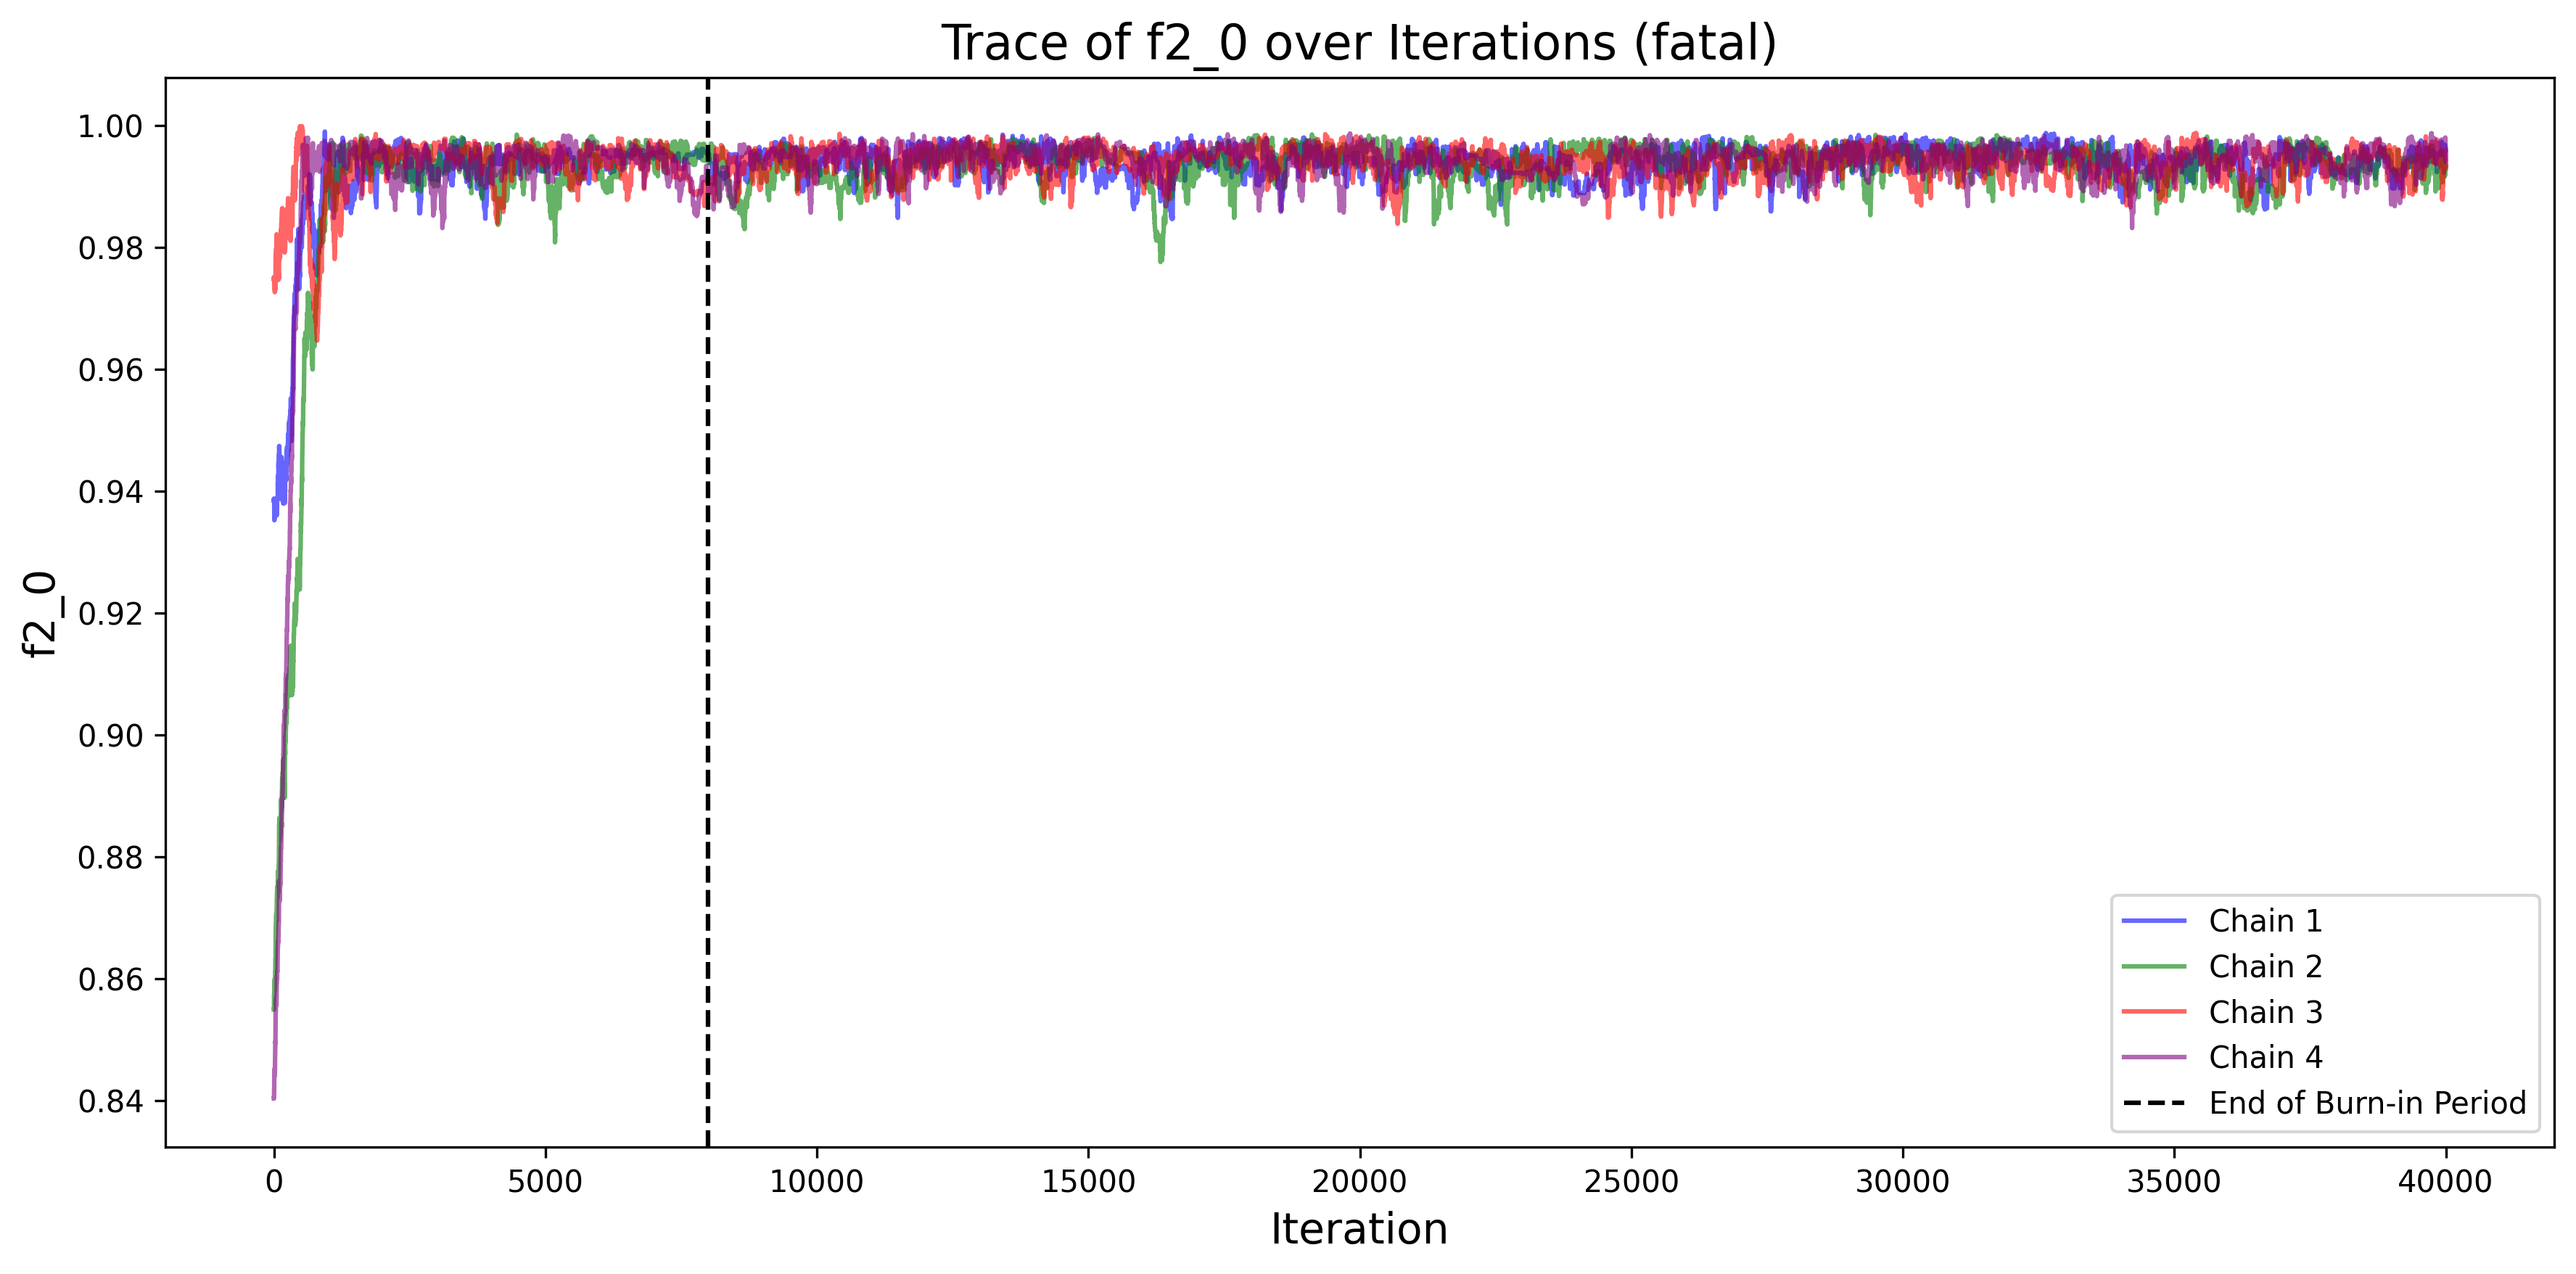 Trace of f2_0 over Iterations (fatal)
1.00
0.98
0.96
0.94
0.92
0.90
0.88
0.86
0.84
f2_0
0 5000 10000 15000 20000 25000 30000 35000 40000
Iteration
Chain 1
Chain 2
Chain 3
Chain 4
End of Burn-in Period